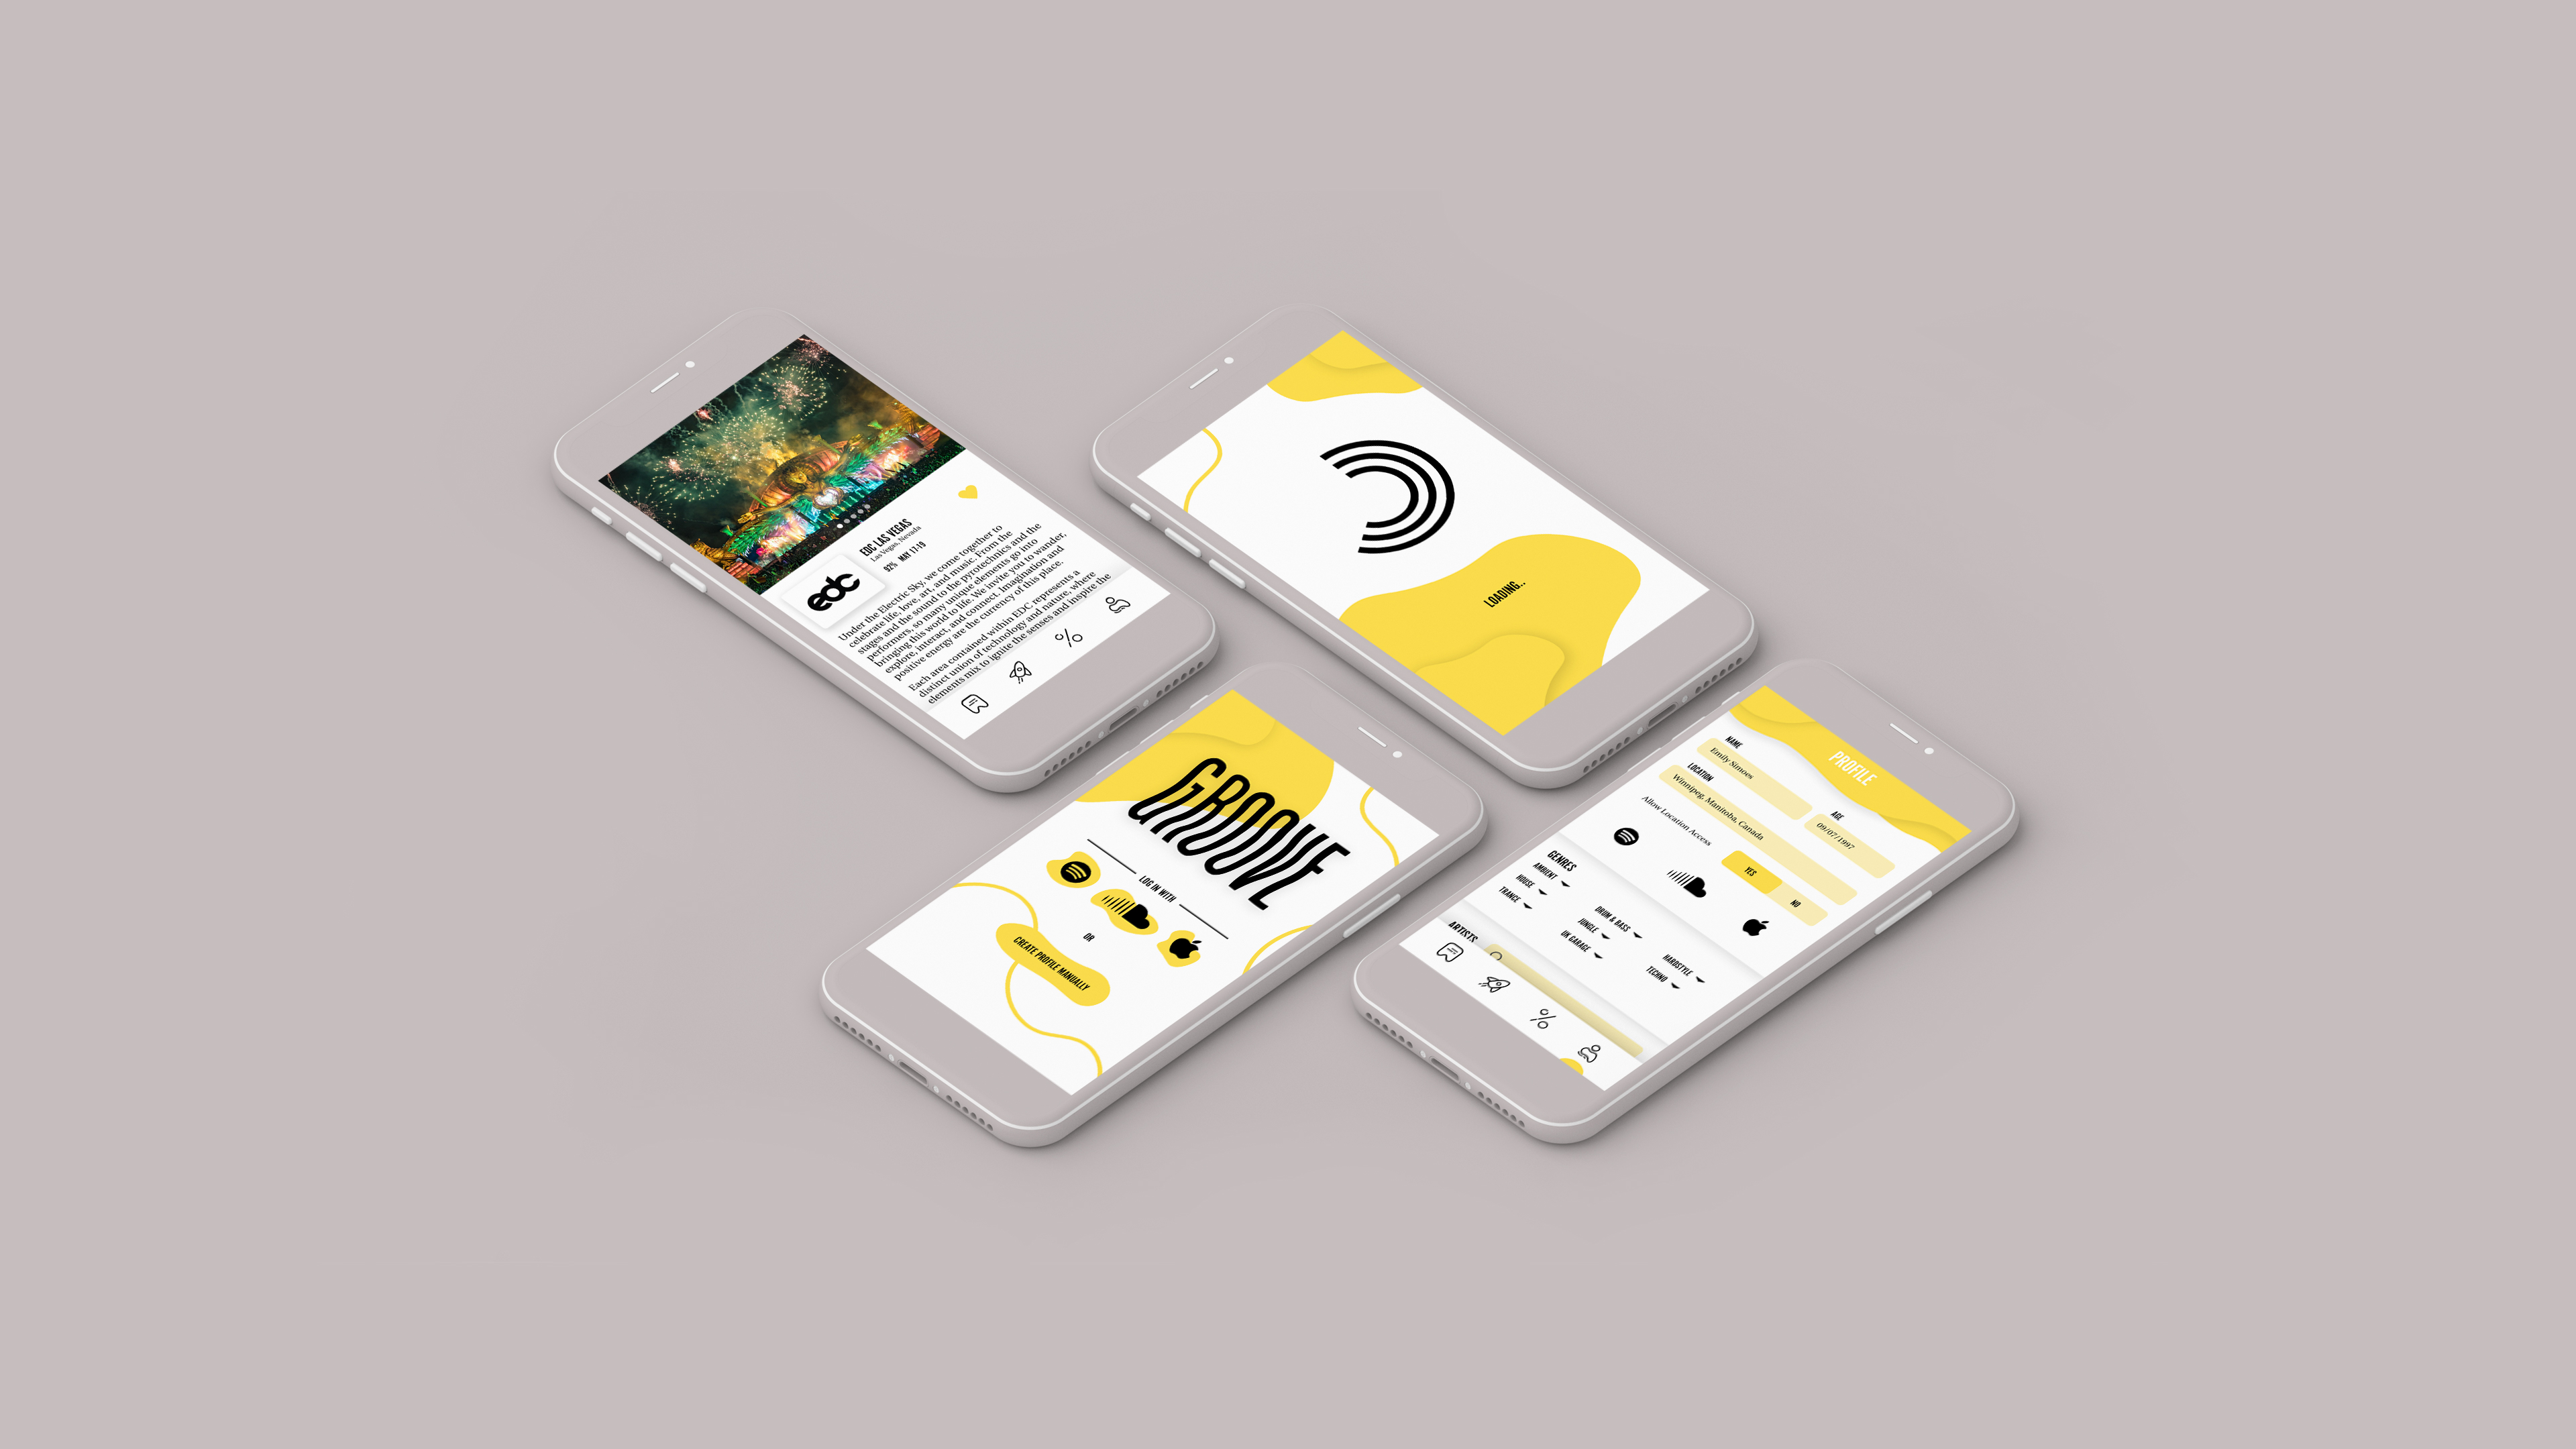 edc
EDC LAS VEGAS
Las Vegas, Nevada
92% MAY 17-19
Under the Electric Sky, we come together to
celebrate life, love, art, and music. From the
stages and the sound to the pyrotechnics and the
performers, so many unique elements go into
bringing this world to life. We invite you to wander,
explore, interact, and connect. Imagination and
positive energy are the currency of this place.
Each area contained within EDC represents a
distinct union of technology and nature, where
elements mix to ignite the senses and inspire the
LOADING..
GROOVE
LOG IN WITH
OR
CREATE PROFILE MANUALLY
PROFILE
NAME
Emily Simoes
AGE
09/07/1997
LOCATION
Winnipeg, Manitoba, Canada
Allow Location Access
YES
NO
GENRES
AMBIENT
DRUM & BASS
HARDSTYLE
HOUSE
JUNGLE
TECHNO
TRANCE
UK GARAGE
ARTISTS